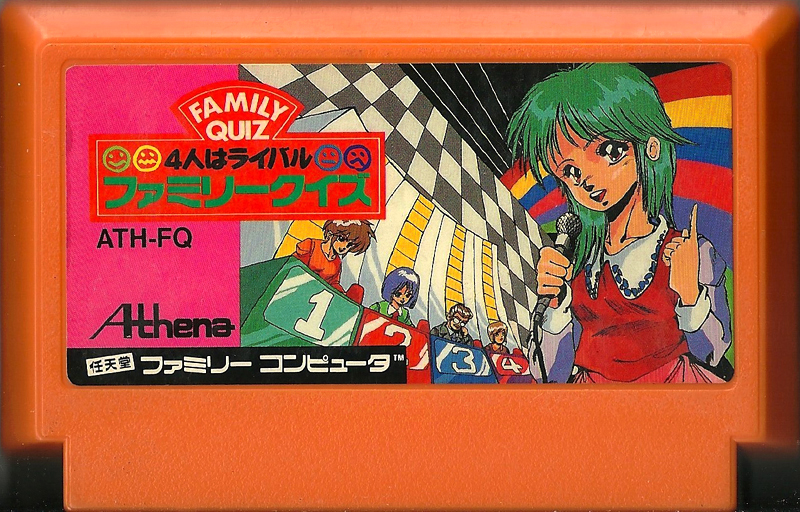 FAMILY
QUIZ
4人はライバル
ファミリークイズ
ATH-FQ
Athena
任天堂 ファミリー コンピュータ™
1
2
3
4